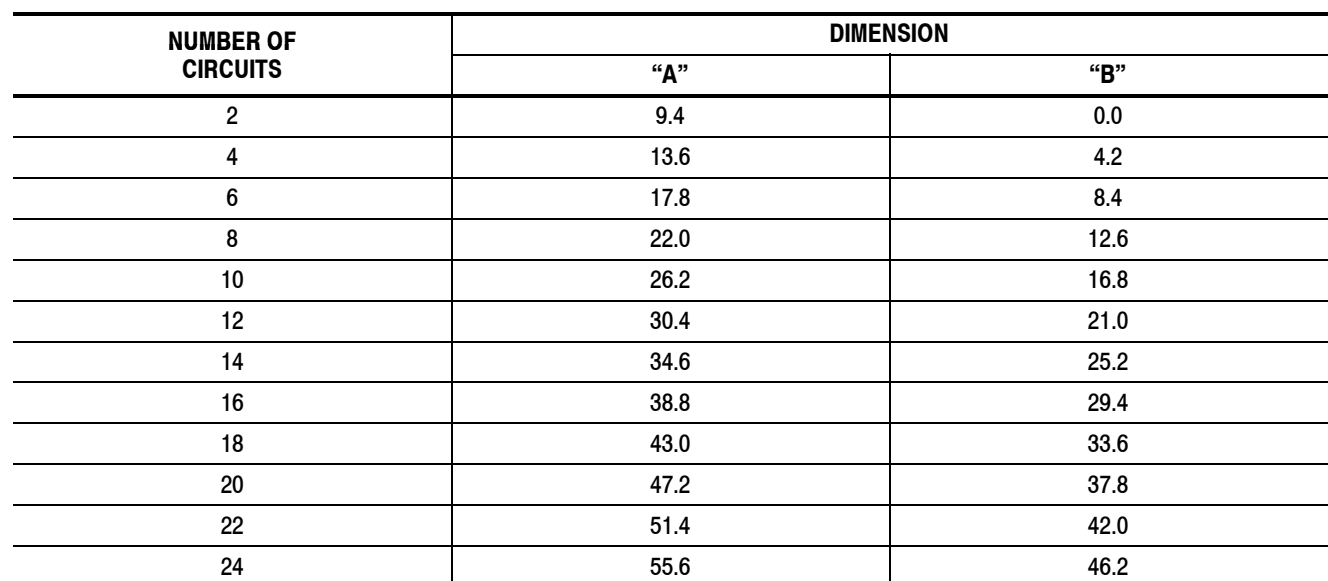 NUMBER OF
CIRCUITS
DIMENSION
“A” “B”
2 9.4 0.0
4 13.6 4.2
6 17.8 8.4
8 22.0 12.6
10 26.2 16.8
12 30.4 21.0
14 34.6 25.2
16 38.8 29.4
18 43.0 33.6
20 47.2 37.8
22 51.4 42.0
24 55.6 46.2